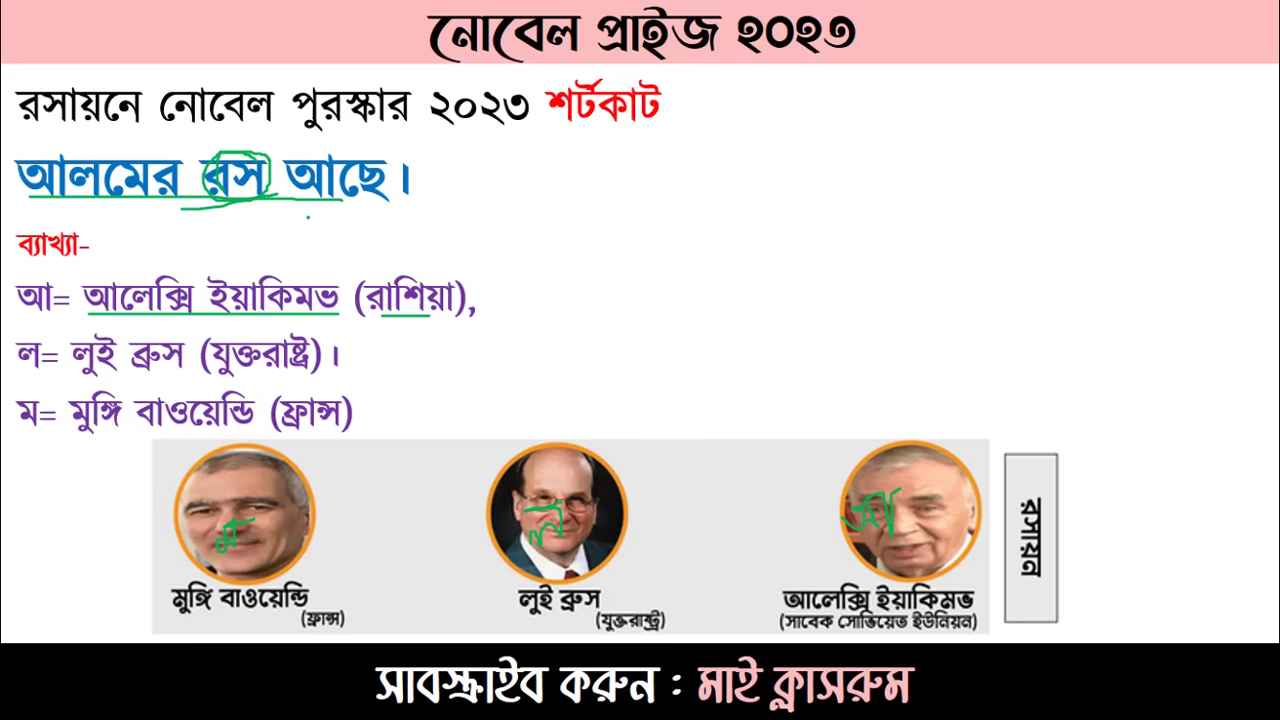 নোবেল প্রাইজ ২০২৩
রসায়নে নোবেল পুরস্কার ২০২৩ শর্টকাট
আলমের রস আছে।
ব্যাখ্যা-
আ= আলেক্সি ইয়াকিমভ (রাশিয়া),
ল= লুই ব্রুস (যুক্তরাষ্ট্র)।
ম= মুঙ্গি বাওয়েন্ডি (ফ্রান্স)
ম
ল
আ
মুঙ্গি বাওয়েন্ডি
(ফ্রান্স)
লুই ব্রুস
(যুক্তরাষ্ট্র)
আলেক্সি ইয়াকিমভ
(সাবেক সোভিয়েত ইউনিয়ন)
রসায়ন
সাবস্ক্রাইব করুন : মাই ক্লাসরুম